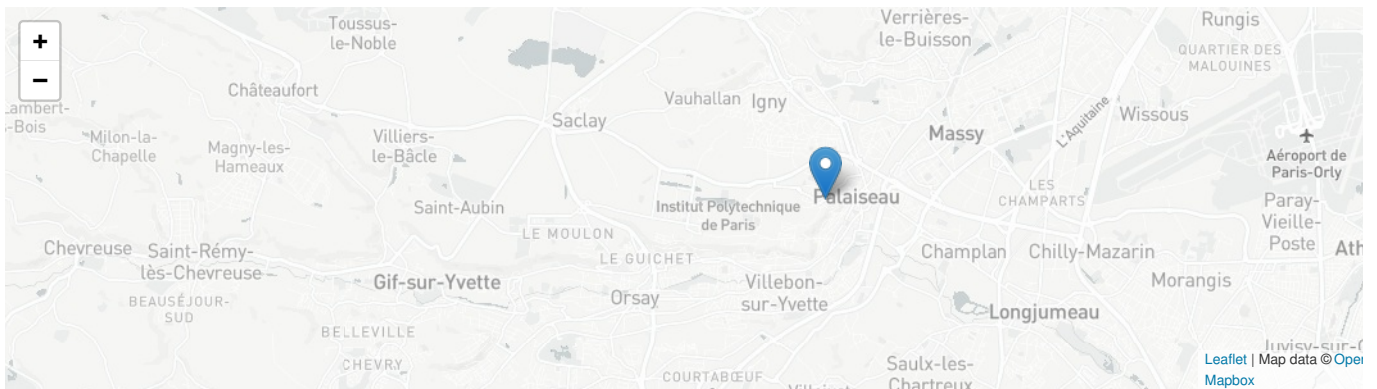 +
−
Toussus-
le-Noble
Verrières-
le-Buisson
Rungis
QUARTIER DES
MALOUINES
Châteaufort
Vauhallan
Igny
Lambert-
s-Bois
Saclay
L'Aquitaine
Wissous
Milon-la-
Chapelle
Magny-les-
Hameaux
Villiers-
le-Bâcle
Massy
Aéroport de
Paris-Orly
Saint-Aubin
Institut Polytechnique
de Paris
Palaiseau
LES
CHAMPARTS
Paray-
Vieille-
Poste
LE MOULON
Chevreuse
Saint-Rémy-
lès-Chevreuse
LE GUICHET
Champlan
Chilly-Mazarin
Ath
Gif-sur-Yvette
Villebon-
sur-Yvette
Morangis
BEAUSÉJOUR-
SUD
Orsay
Longjumeau
BELLEVILLE
CHEVRY
COURTABŒUF
Saulx-les-
Chartreux
Juvisy-sur-O
Leaflet | Map data © Ope
Mapbox